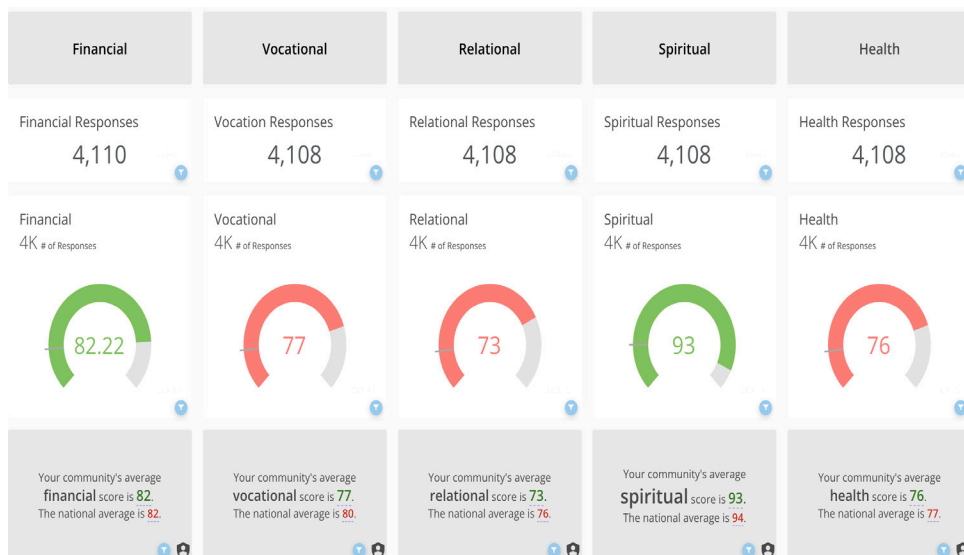 Financial
Vocational
Relational
Spiritual
Health
Financial Responses
4,110
Vocation Responses
4,108
Relational Responses
4,108
Spiritual Responses
4,108
Health Responses
4,108
Financial
4K # of Responses
82.22
Vocational
4K # of Responses
77
Relational
4K # of Responses
73
Spiritual
4K # of Responses
93
Health
4K # of Responses
76
Your community's average
financial score is 82.
The national average is 82.
Your community's average
vocational score is 77.
The national average is 80.
Your community's average
relational score is 73.
The national average is 76.
Your community's average
spiritual score is 93.
The national average is 94.
Your community's average
health score is 76.
The national average is 77.